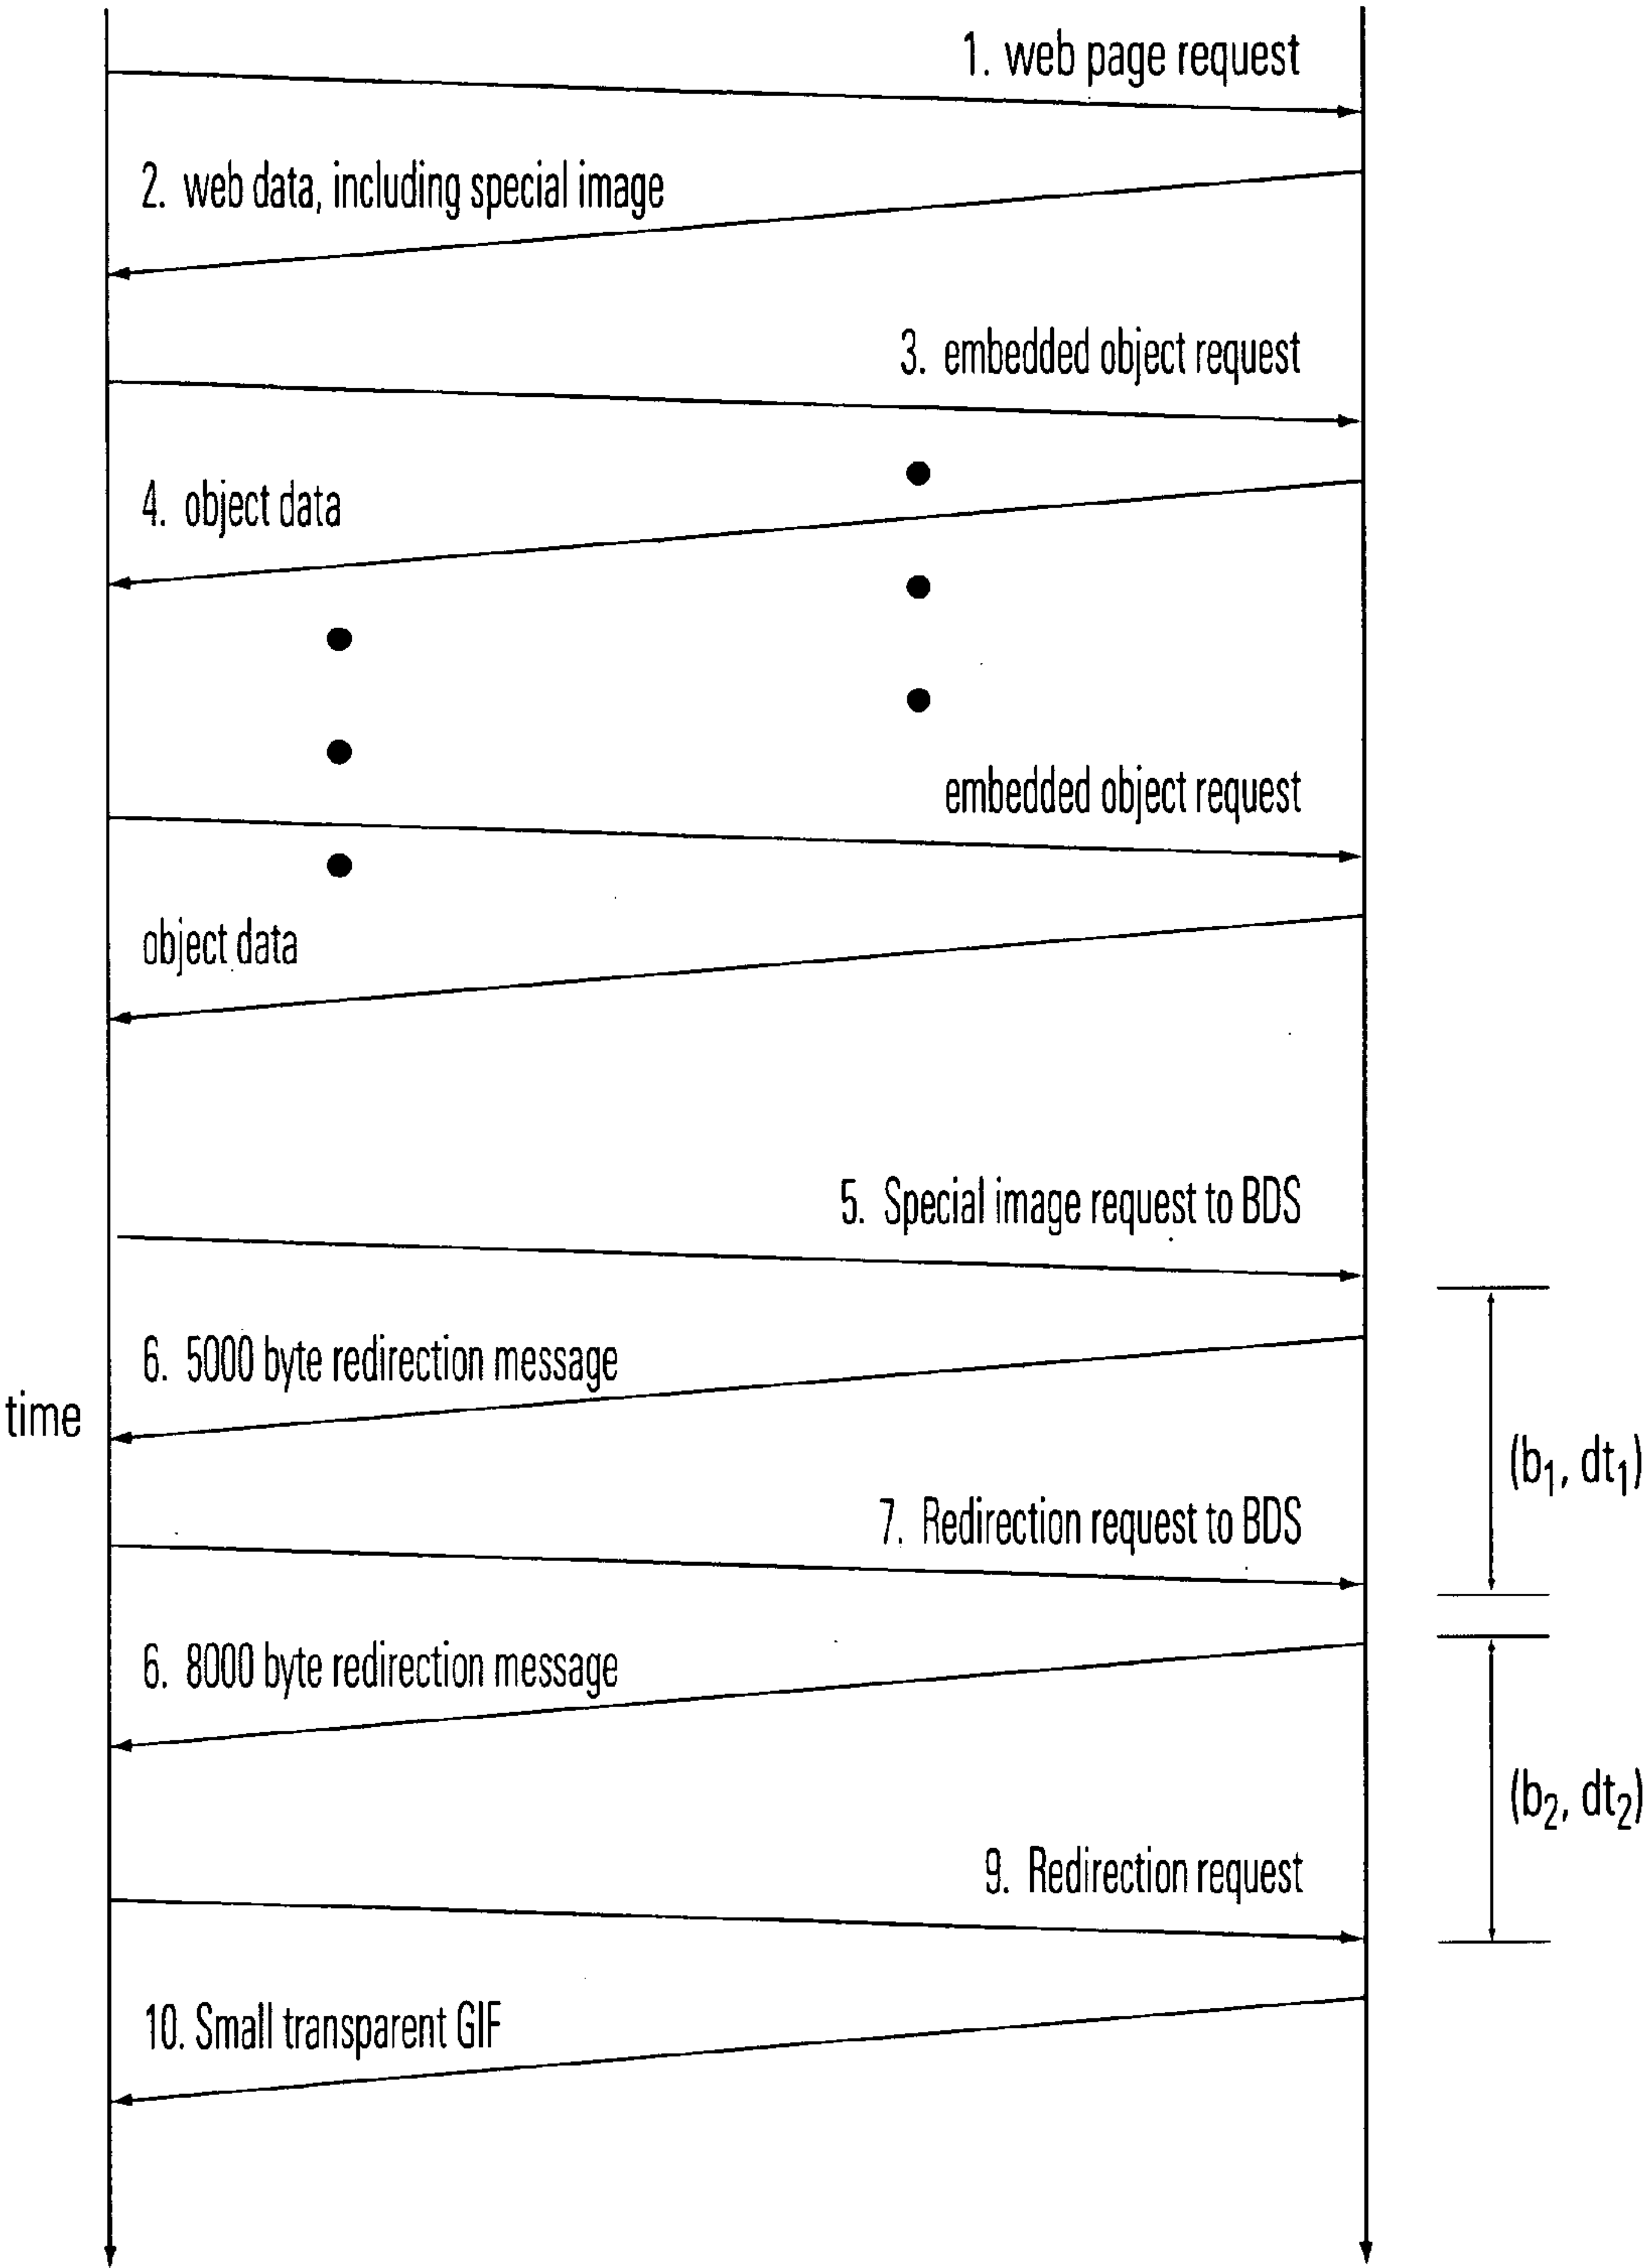 1. web page request
2. web data, including special image
3. embedded object request
4. object data
embedded object request
object data
5. Special image request to BDS
6. 5000 byte redirection message
time
(b₁, dt₁)
7. Redirection request to BDS
6. 8000 byte redirection message
(b₂, dt₂)
9. Redirection request
10. Small transparent GIF